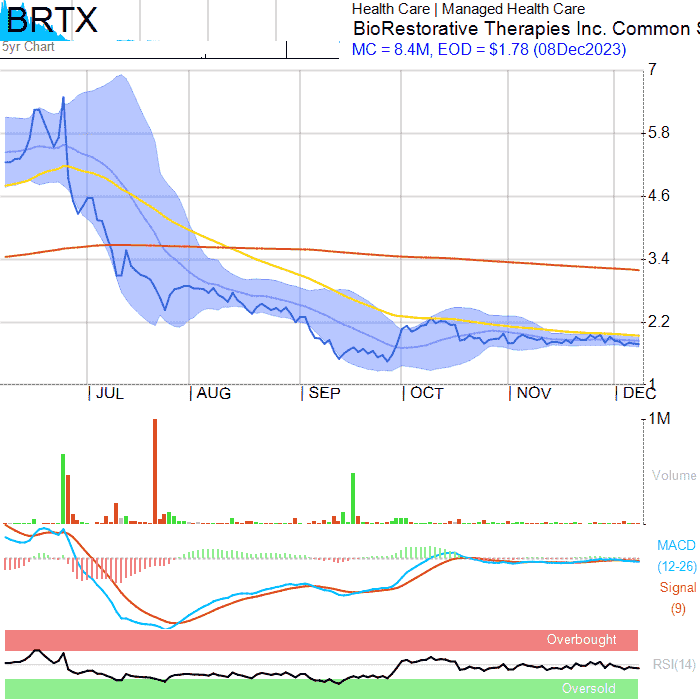 BRTX
5yr Chart
Health Care | Managed Health Care
BioRestorative Therapies Inc. Common S
MC = 8.4M, EOD = $1.78 (08Dec2023)
7
5.8
4.6
3.4
2.2
1
JUL
AUG
SEP
OCT
NOV
DEC
1M
Volume
MACD
(12-26)
Signal
(9)
Overbought
RSI(14)
Oversold